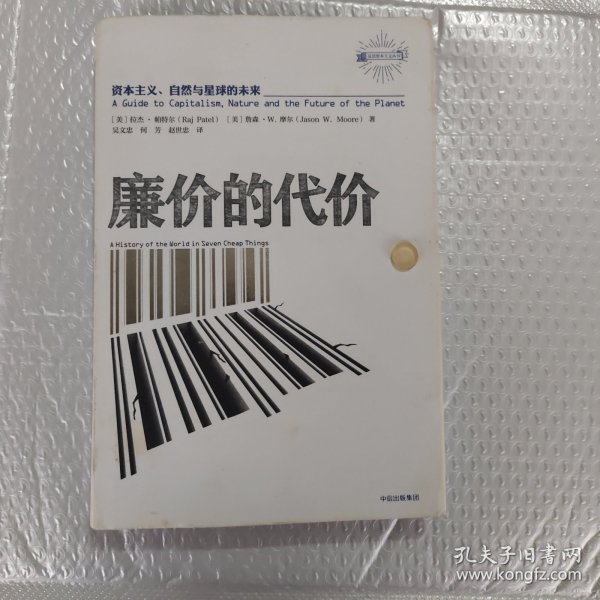 资本主义、自然与星球的未来
A Guide to Capitalism, Nature and the Future of the Planet
［美］拉杰·帕特尔（Raj Patel） ［美］詹森·W. 摩尔（Jason W. Moore） 著
吴文忠 何芳 赵世忠 译
廉价的代价
A History of the World in Seven Cheap Things
中信出版集团
孔夫子旧书网
www.kongfz.com